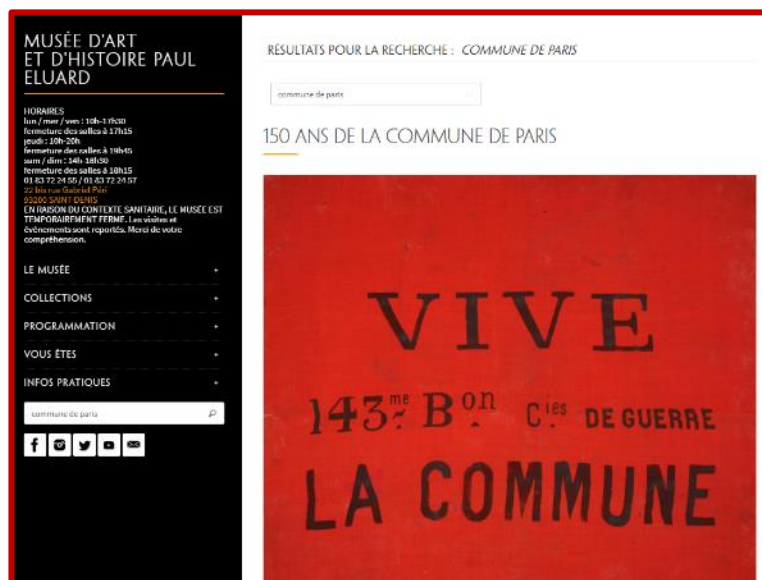 MUSÉE D'ART
ET D'HISTOIRE PAUL
ELUARD
HORAIRES
lun / mer / ven : 10h-17h30
fermeture des salles à 17h15
jeudi : 10h-20h
fermeture des salles à 19h45
sam / dim : 14h-18h30
fermeture des salles à 18h15
01 83 72 24 55 / 01 83 72 24 57
22 bis rue Gabriel Péri
93200 SAINT-DENIS
EN RAISON DU CONTEXTE SANITAIRE, LE MUSÉE EST
TEMPORAIREMENT FERMÉ. Les visites et
évènements sont reportés. Merci de votre
compréhension.
LE MUSÉE +
COLLECTIONS +
PROGRAMMATION +
VOUS ÊTES +
INFOS PRATIQUES +
commune de paris
RÉSULTATS POUR LA RECHERCHE : COMMUNE DE PARIS
commune de paris
150 ANS DE LA COMMUNE DE PARIS
VIVE
143me Bon Cies DE GUERRE
LA COMMUNE